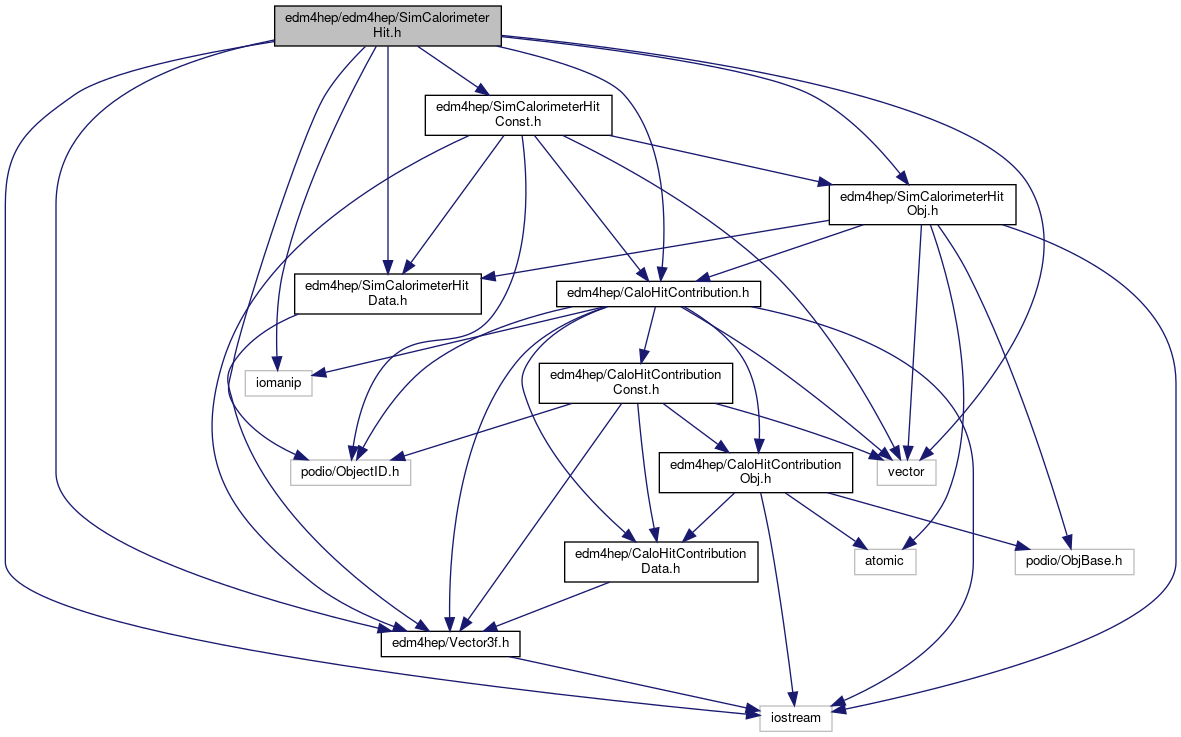 edm4hep/edm4hep/SimCalorimeter
Hit.h
edm4hep/SimCalorimeterHit
Const.h
edm4hep/SimCalorimeterHit
Obj.h
edm4hep/SimCalorimeterHit
Data.h
edm4hep/CaloHitContribution.h
iomanip
edm4hep/CaloHitContribution
Const.h
podio/ObjectID.h
edm4hep/CaloHitContribution
Obj.h
vector
edm4hep/CaloHitContribution
Data.h
atomic
podio/ObjBase.h
edm4hep/Vector3f.h
iostream